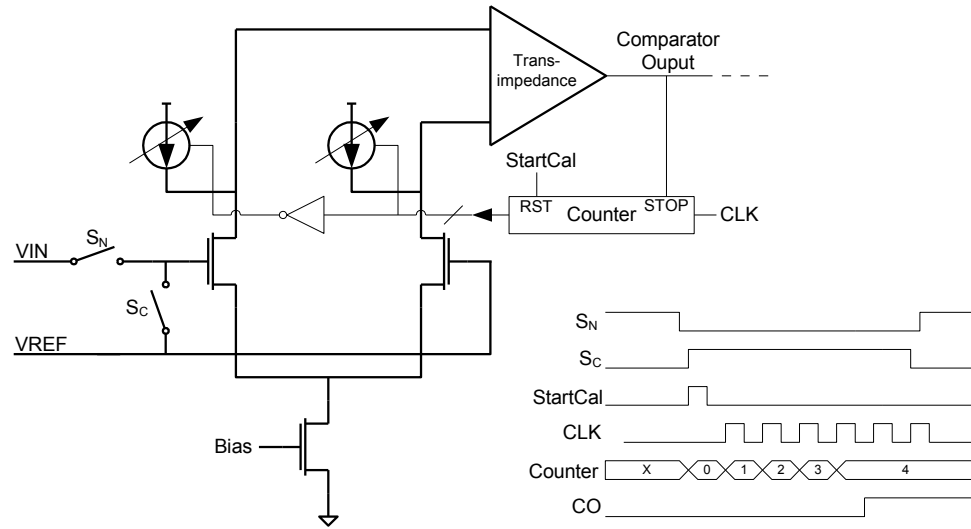 Comparator
Ouput
Trans-
impedance
StartCal
RST
Counter
STOP
CLK
VIN
SN
SC
VREF
Bias
SN
SC
StartCal
CLK
Counter
X
0
1
2
3
4
CO